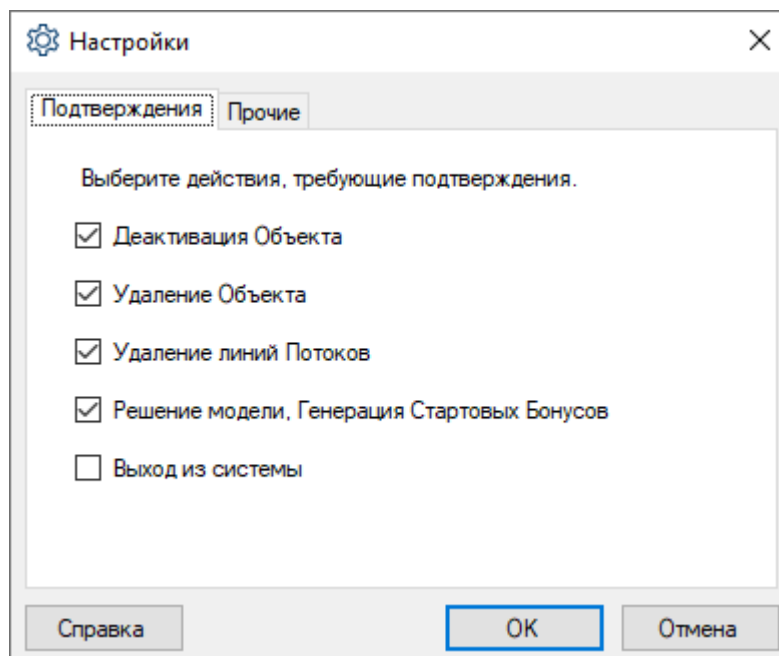 Настройки
Подтверждения
Прочие
Выберите действия, требующие подтверждения.
Деактивация Объекта
Удаление Объекта
Удаление линий Потоков
Решение модели, Генерация Стартовых Бонусов
Выход из системы
Справка
OK
Отмена